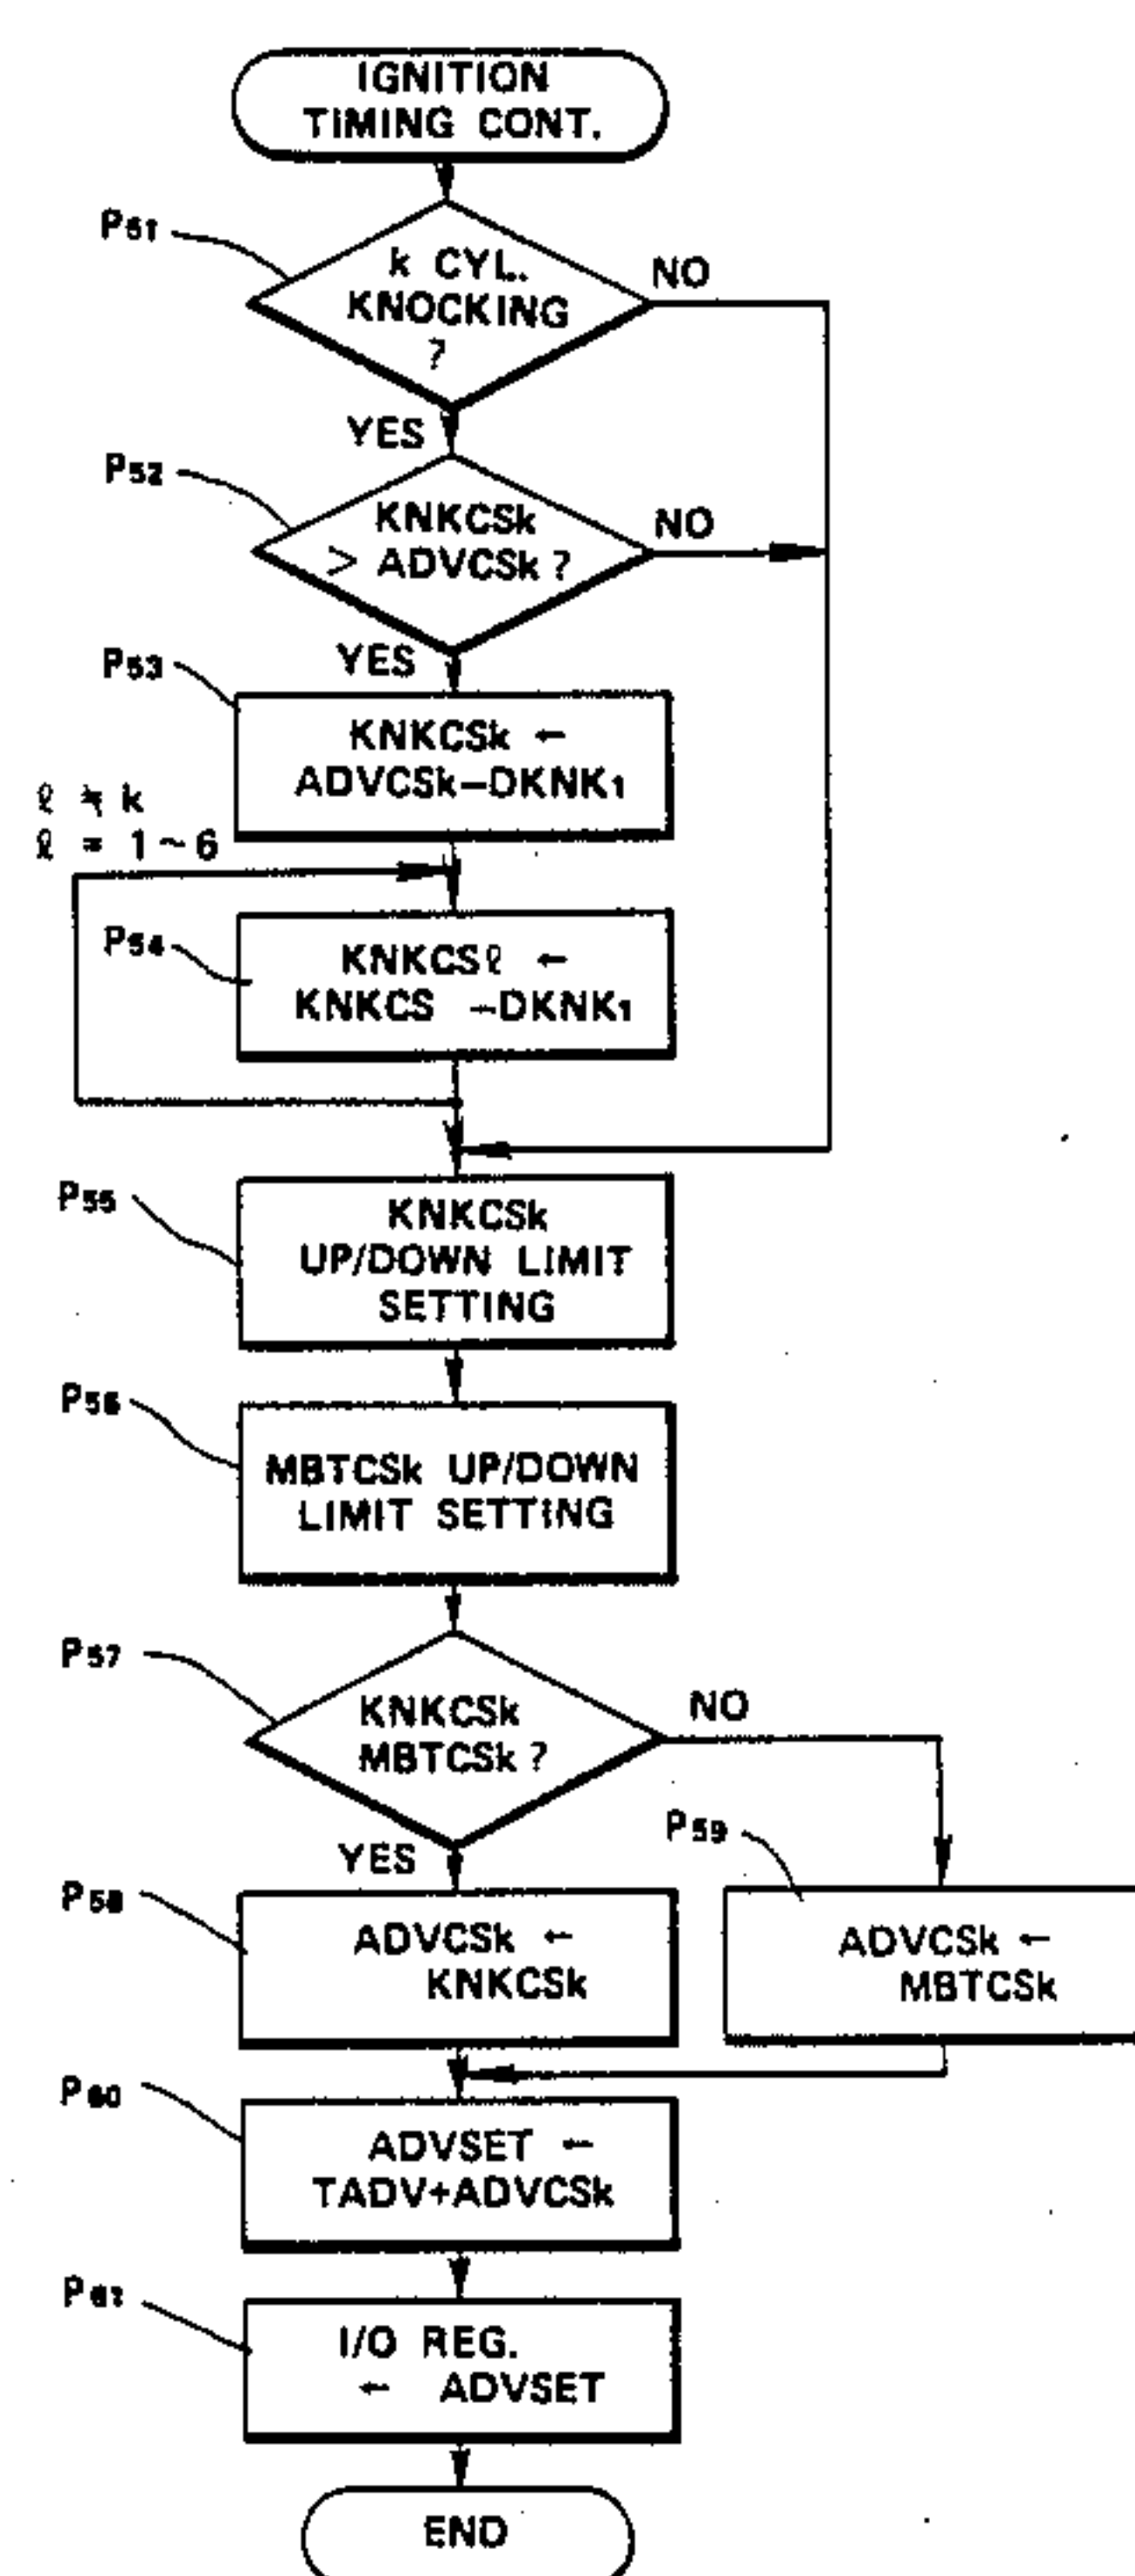 IGNITION
TIMING CONT.
P51
k CYL.
KNOCKING
?
NO
YES
P52
KNKCSk
> ADVCSk ?
NO
YES
P53
KNKCSk ←
ADVCSk-DKNK1
ℓ ≒ k
ℓ = 1~6
P54
KNKCSℓ ←
KNKCS -DKNK1
P55
KNKCSk
UP/DOWN LIMIT
SETTING
P56
MBTCSk UP/DOWN
LIMIT SETTING
P57
KNKCSk
MBTCSk ?
NO
YES
P58
ADVCSk ←
KNKCSk
P59
ADVCSk ←
MBTCSk
P60
ADVSET ←
TADV+ADVCSk
P61
I/O REG.
← ADVSET
END